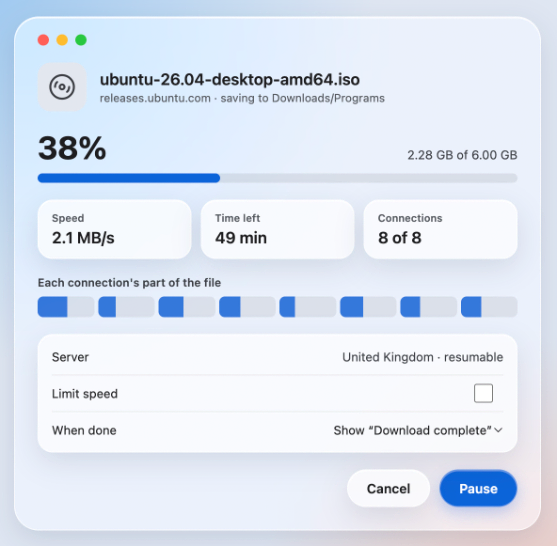 ubuntu-26.04-desktop-amd64.iso
releases.ubuntu.com · saving to Downloads/Programs
38%
2.28 GB of 6.00 GB
Speed
2.1 MB/s
Time left
49 min
Connections
8 of 8
Each connection's part of the file
Server
United Kingdom · resumable
Limit speed
When done
Show “Download complete”
Cancel
Pause